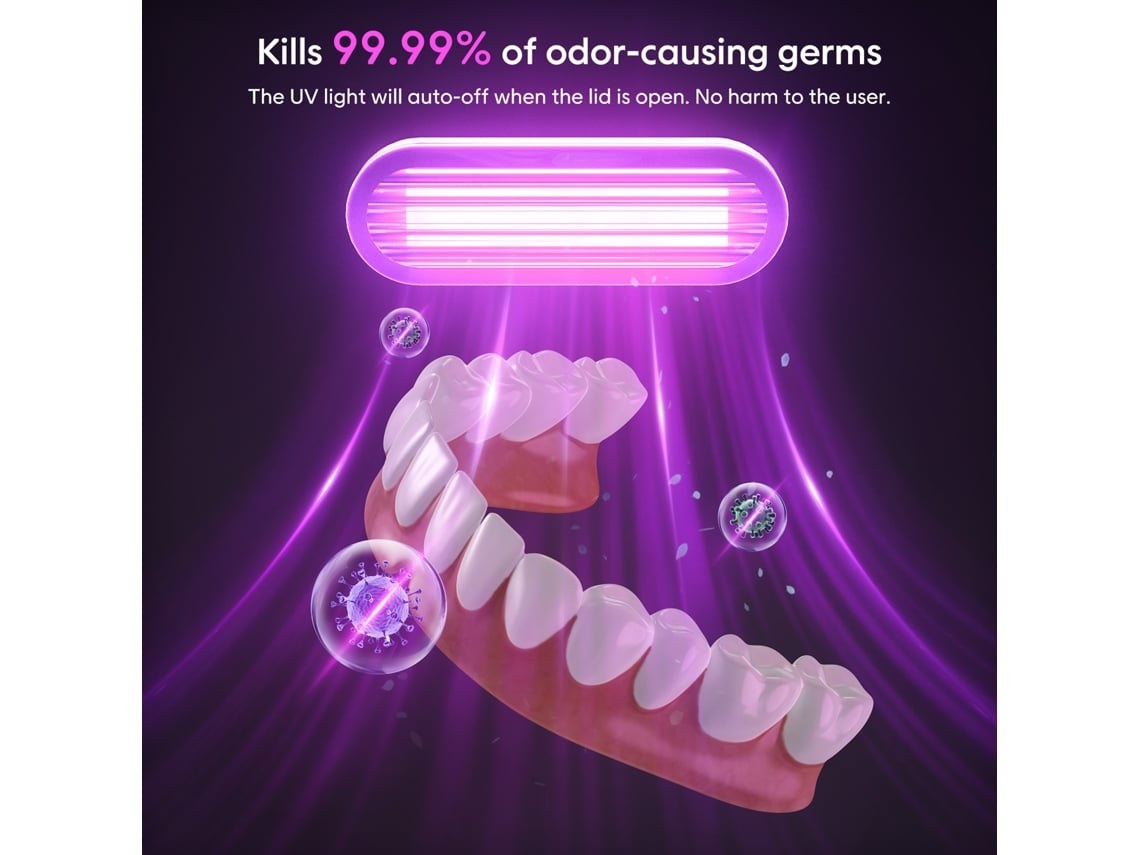 Kills 99.99% of odor-causing germs
The UV light will auto-off when the lid is open. No harm to the user.